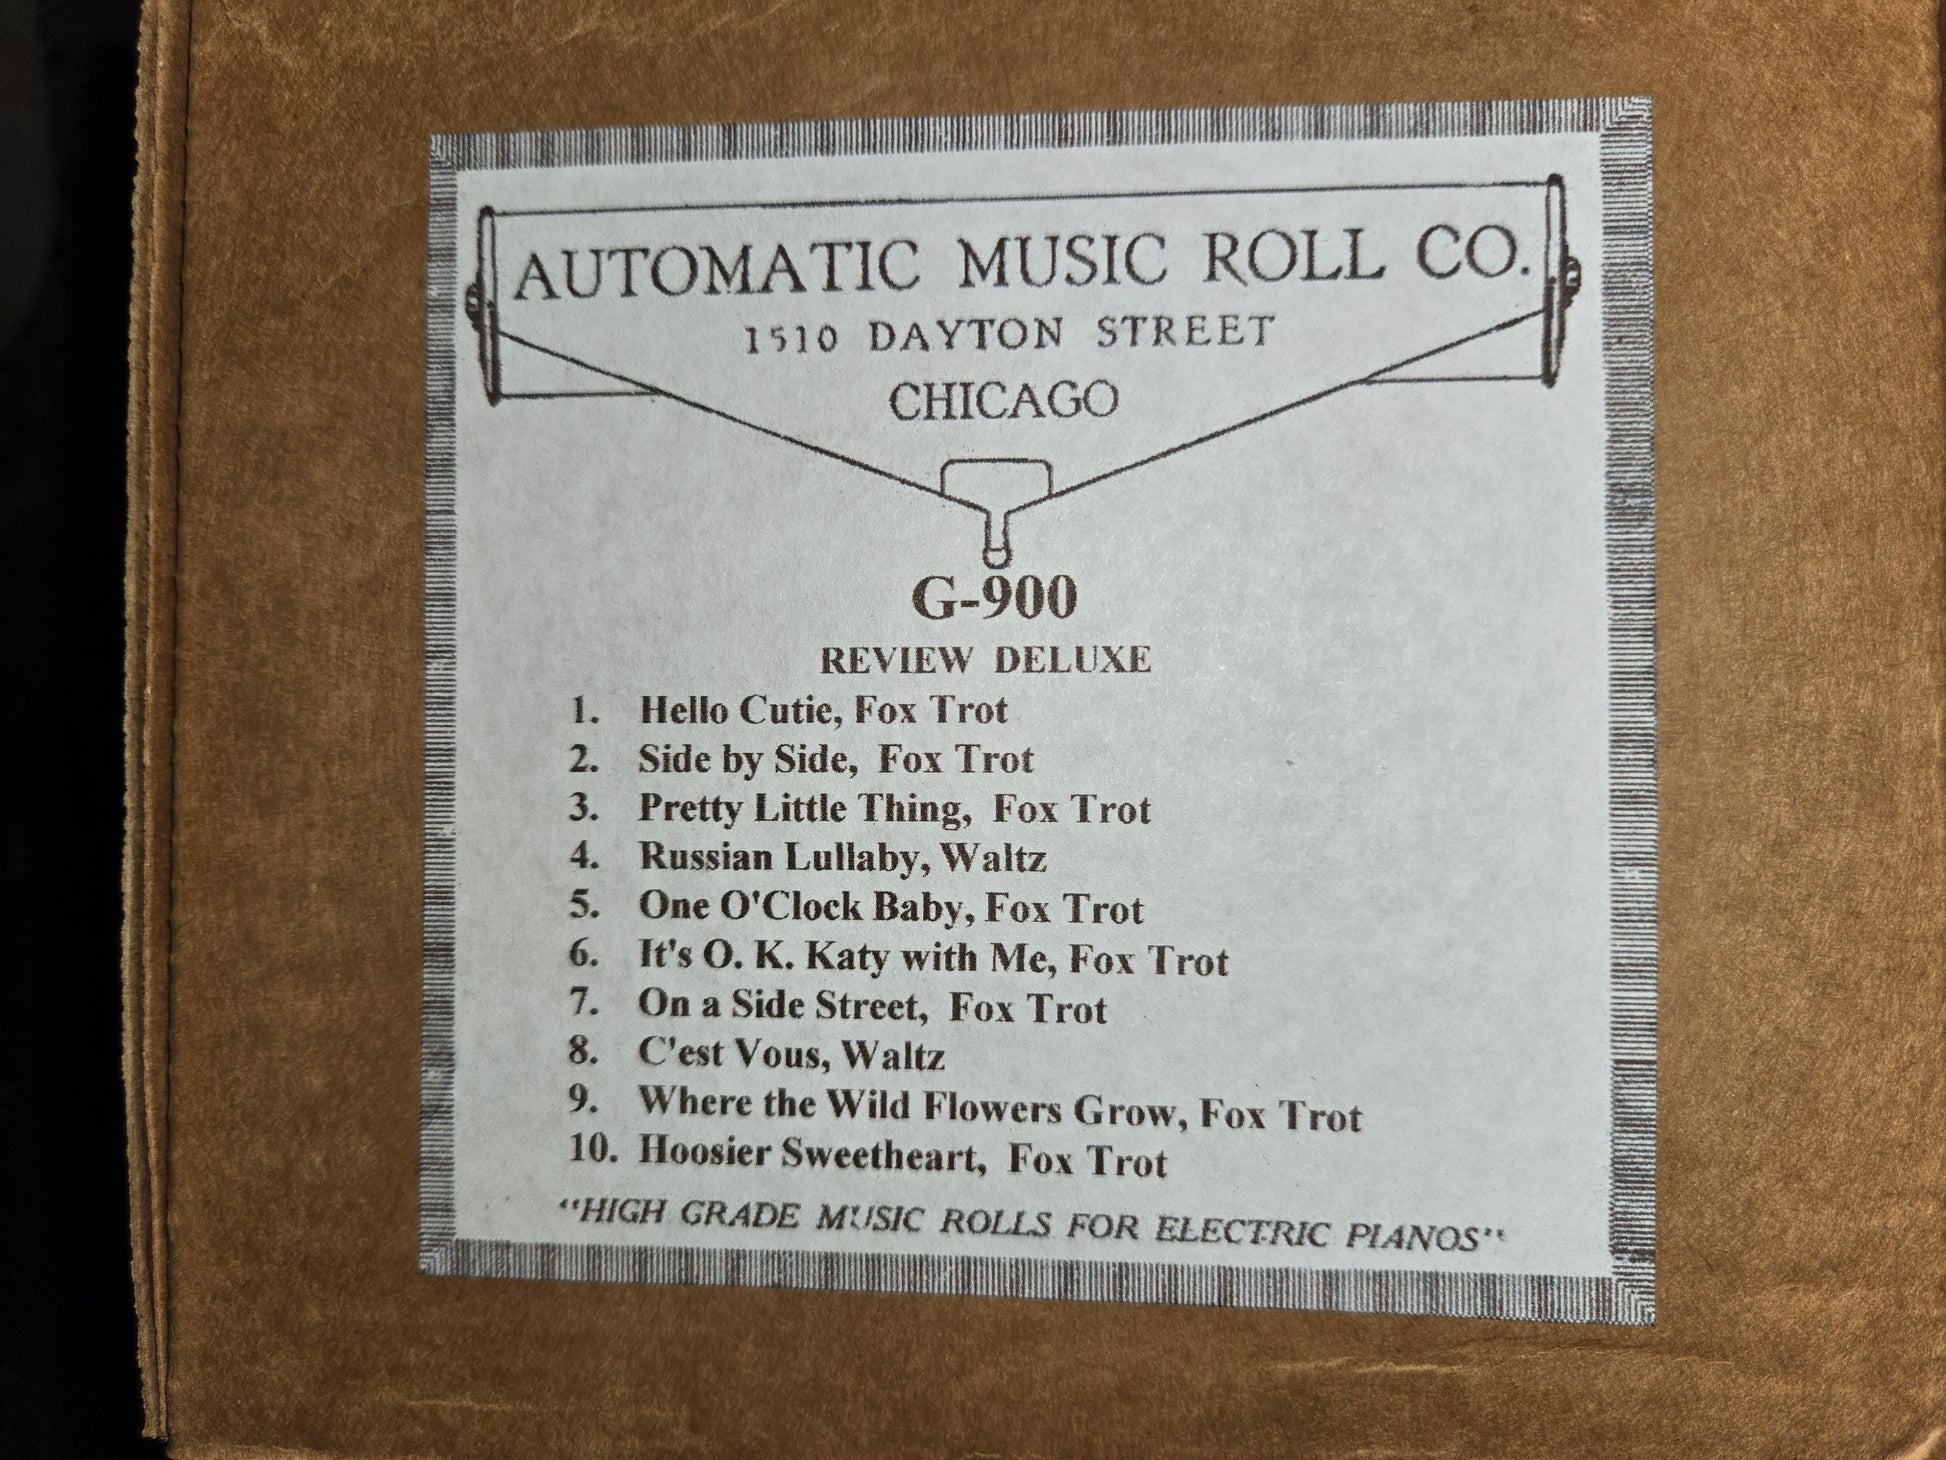 AUTOMATIC MUSIC ROLL CO.
1510 DAYTON STREET
CHICAGO
G-900
REVIEW DELUXE
1. Hello Cutie, Fox Trot
2. Side by Side, Fox Trot
3. Pretty Little Thing, Fox Trot
4. Russian Lullaby, Waltz
5. One O'Clock Baby, Fox Trot
6. It's O. K. Katy with Me, Fox Trot
7. On a Side Street, Fox Trot
8. C'est Vous, Waltz
9. Where the Wild Flowers Grow, Fox Trot
10. Hoosier Sweetheart, Fox Trot
"HIGH GRADE MUSIC ROLLS FOR ELECTRIC PIANOS"